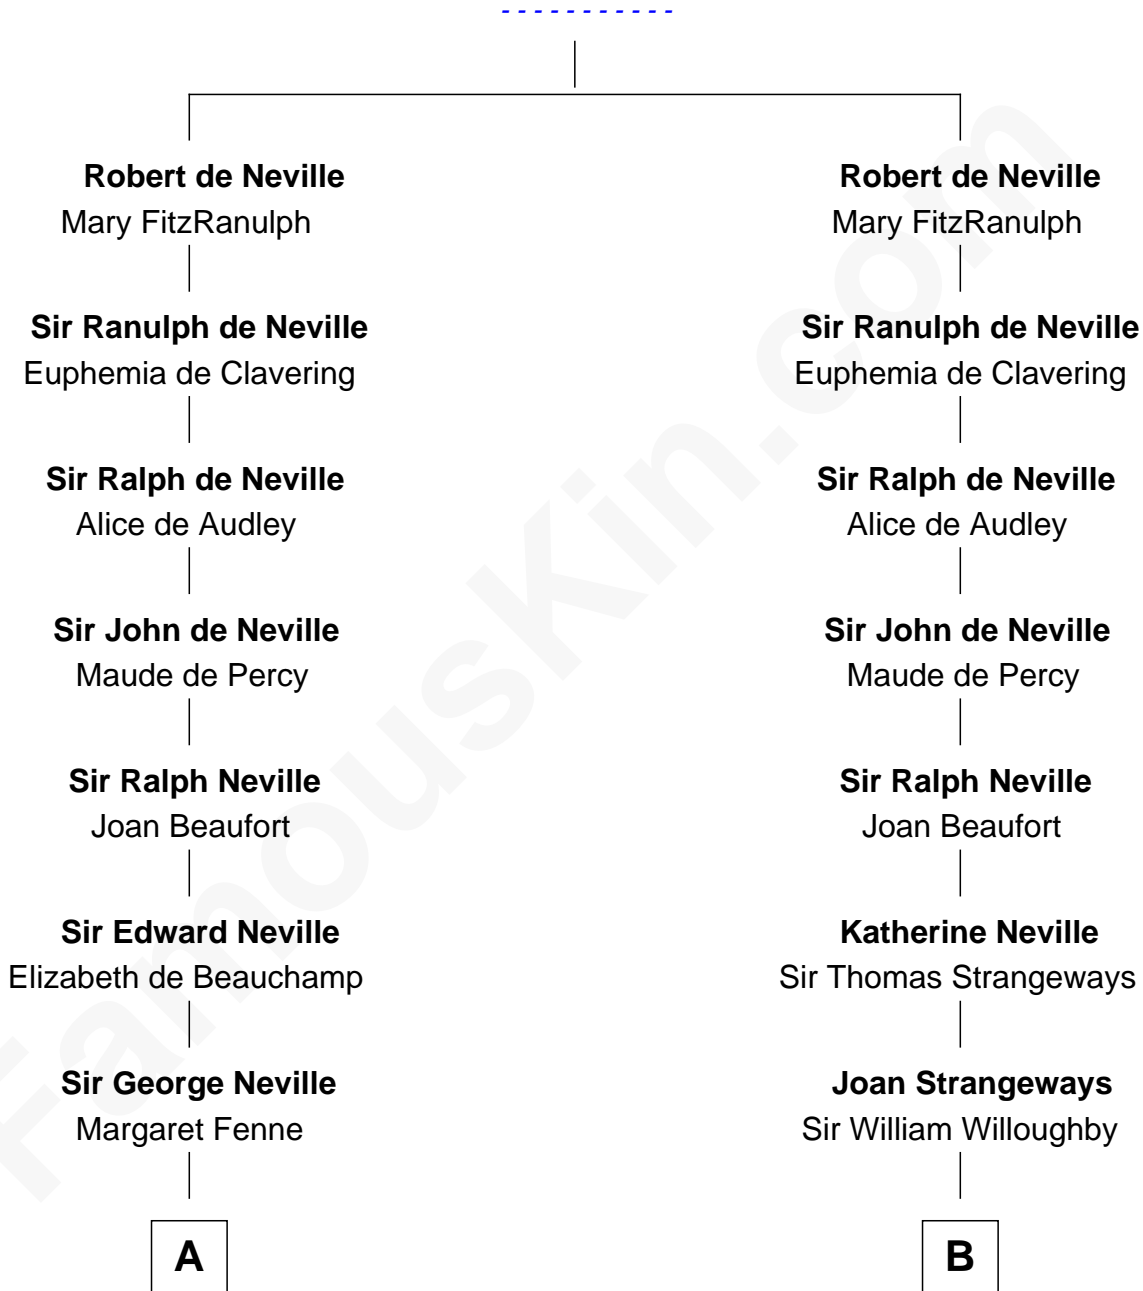 - - - - - - - - - - -
Robert de Neville
Mary FitzRanulph
Sir Ranulph de Neville
Euphemia de Clavering
Sir Ralph de Neville
Alice de Audley
Sir John de Neville
Maude de Percy
Sir Ralph Neville
Joan Beaufort
Sir Edward Neville
Elizabeth de Beauchamp
Sir George Neville
Margaret Fenne
A
Robert de Neville
Mary FitzRanulph
Sir Ranulph de Neville
Euphemia de Clavering
Sir Ralph de Neville
Alice de Audley
Sir John de Neville
Maude de Percy
Sir Ralph Neville
Joan Beaufort
Katherine Neville
Sir Thomas Strangeways
Joan Strangeways
Sir William Willoughby
B
FamousKin.com